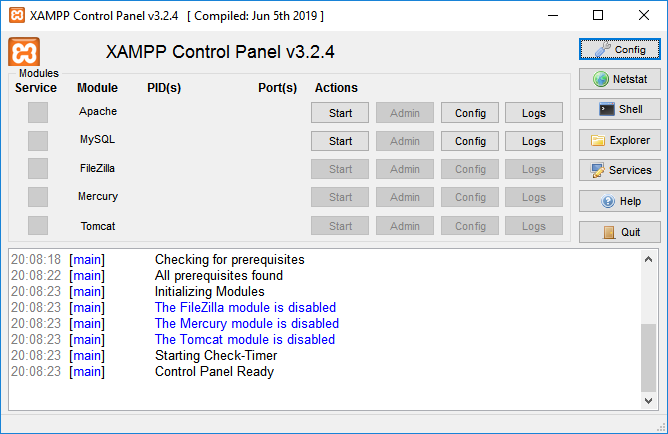 XAMPP Control Panel v3.2.4 [ Compiled: Jun 5th 2019 ]
XAMPP Control Panel v3.2.4
Config
Modules
Service Module PID(s) Port(s) Actions
Netstat
Apache Start Admin Config Logs
Shell
MySQL Start Admin Config Logs
Explorer
FileZilla Start Admin Config Logs
Services
Mercury Start Admin Config Logs
Help
Tomcat Start Admin Config Logs
Quit
20:08:18 [main] Checking for prerequisites
20:08:22 [main] All prerequisites found
20:08:23 [main] Initializing Modules
20:08:23 [main] The FileZilla module is disabled
20:08:23 [main] The Mercury module is disabled
20:08:23 [main] The Tomcat module is disabled
20:08:23 [main] Starting Check-Timer
20:08:23 [main] Control Panel Ready